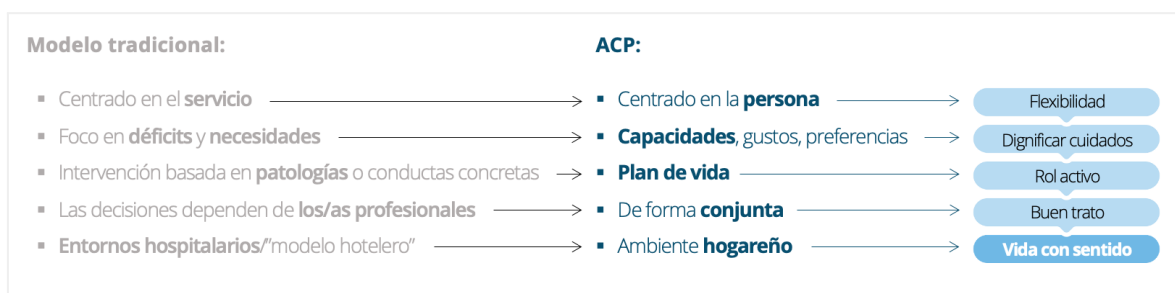 Modelo tradicional: ACP:
▪ Centrado en el servicio ▪ Centrado en la persona Flexibilidad
▪ Foco en déficits y necesidades ▪ Capacidades, gustos, preferencias Dignificar cuidados
▪ Intervención basada en patologías o conductas concretas ▪ Plan de vida Rol activo
▪ Las decisiones dependen de los/as profesionales ▪ De forma conjunta Buen trato
▪ Entornos hospitalarios/”modelo hotelero” ▪ Ambiente hogareño Vida con sentido